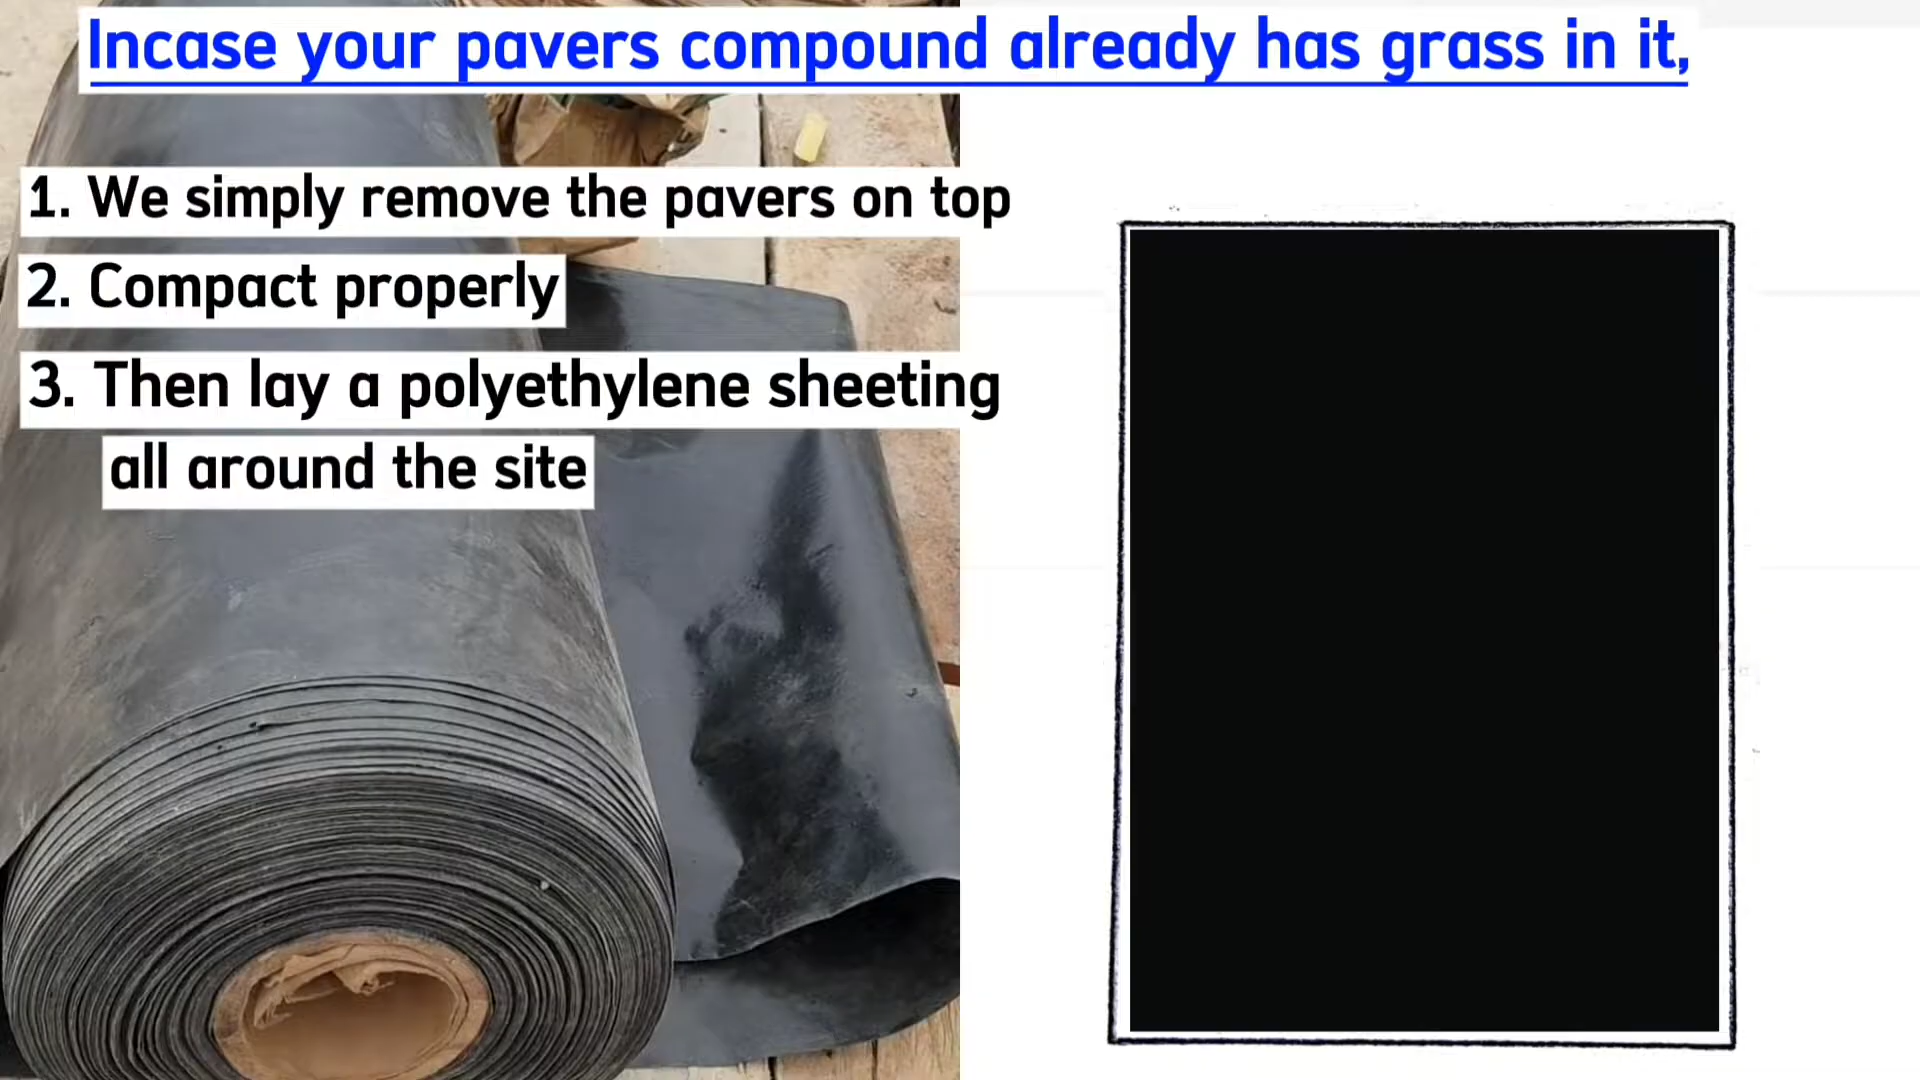 Incase your pavers compound already has grass in it,
1. We simply remove the pavers on top
2. Compact properly
3. Then lay a polyethylene sheeting
all around the site